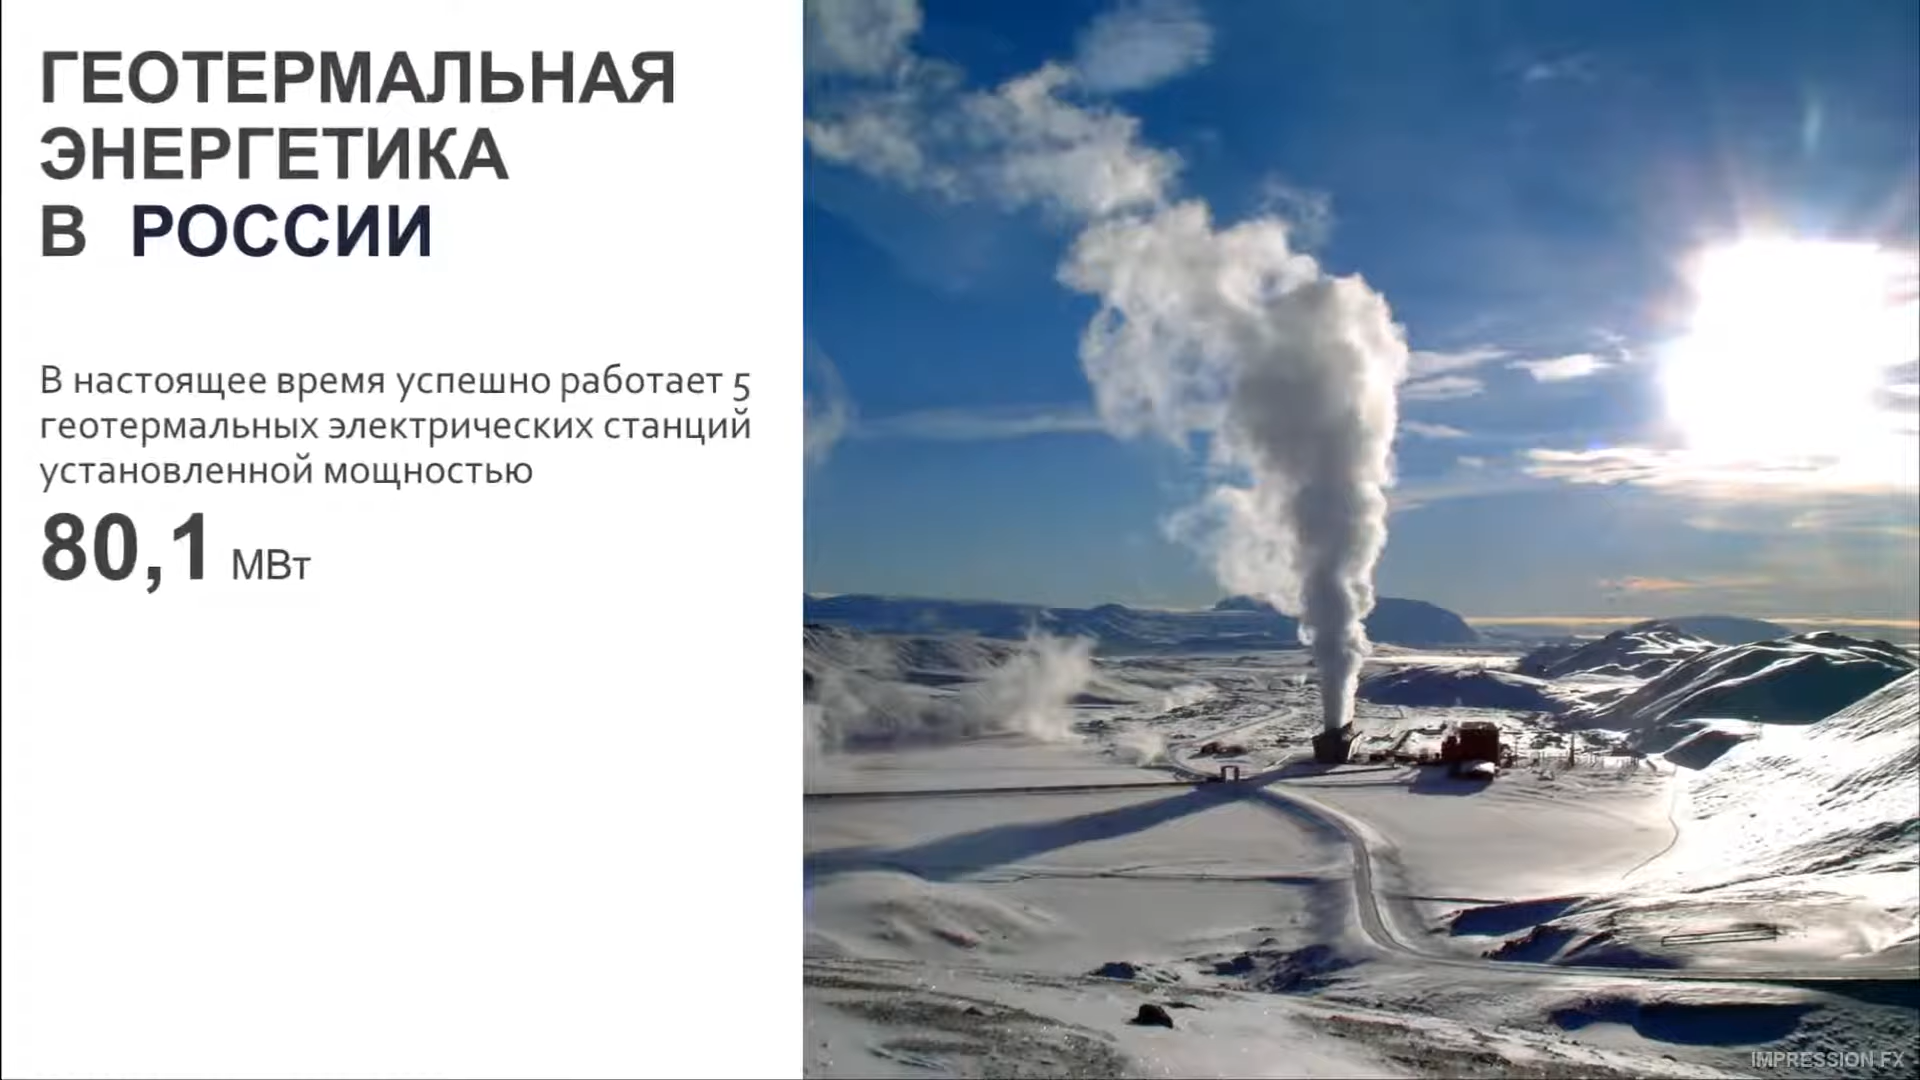 ГЕОТЕРМАЛЬНАЯ
ЭНЕРГЕТИКА
В РОССИИ
В настоящее время успешно работает 5
геотермальных электрических станций
установленной мощностью
80,1 МВт
IMPRESSION FX